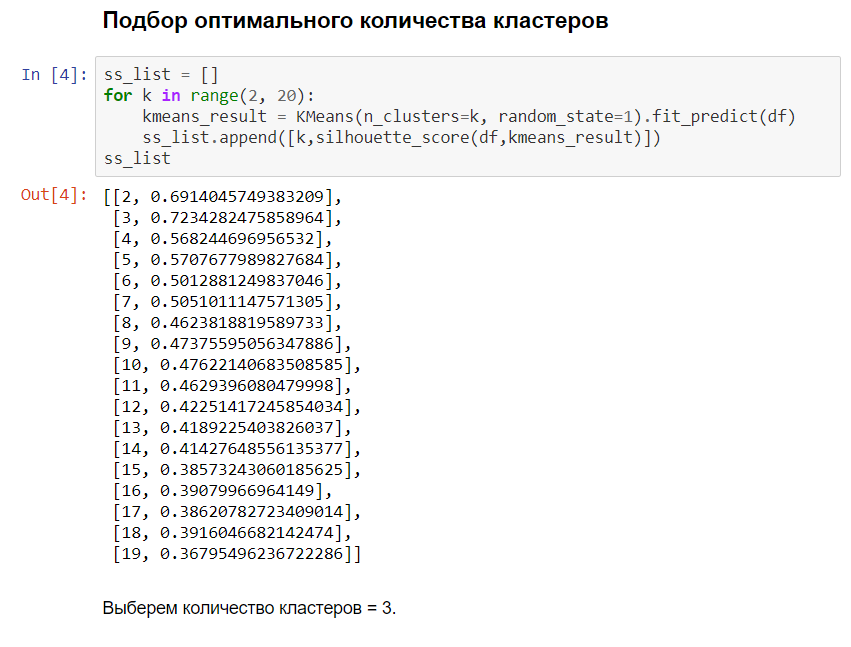 Подбор оптимального количества кластеров
In [4]: ss_list = []
for k in range(2, 20):
    kmeans_result = KMeans(n_clusters=k, random_state=1).fit_predict(df)
    ss_list.append([k,silhouette_score(df,kmeans_result)])
ss_list
Out[4]: [[2, 0.6914045749383209],
[3, 0.7234282475858964],
[4, 0.568244696956532],
[5, 0.5707677989827684],
[6, 0.5012881249837046],
[7, 0.5051011147571305],
[8, 0.4623818819589733],
[9, 0.47375595056347886],
[10, 0.47622140683508585],
[11, 0.4629396080479998],
[12, 0.42251417245854034],
[13, 0.4189225403826037],
[14, 0.41427648556135377],
[15, 0.38573243060185625],
[16, 0.39079966964149],
[17, 0.38620782723409014],
[18, 0.3916046682142474],
[19, 0.36795496236722286]]
Выберем количество кластеров = 3.